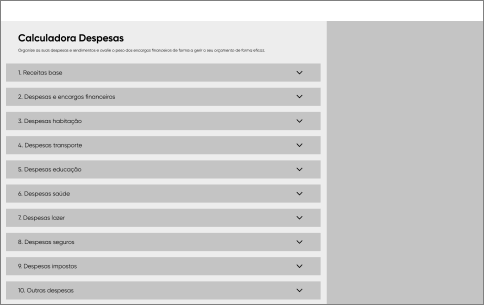 Calculadora Despesas
Organize as suas despesas e rendimentos e avalie o peso dos encargos financeiros de forma a gerir o seu orçamento de forma eficaz.
1. Receitas base
2. Despesas e encargos financeiros
3. Despesas habitação
4. Despesas transporte
5. Despesas educação
6. Despesas saúde
7. Despesas lazer
8. Despesas seguros
9. Despesas impostos
10. Outras despesas